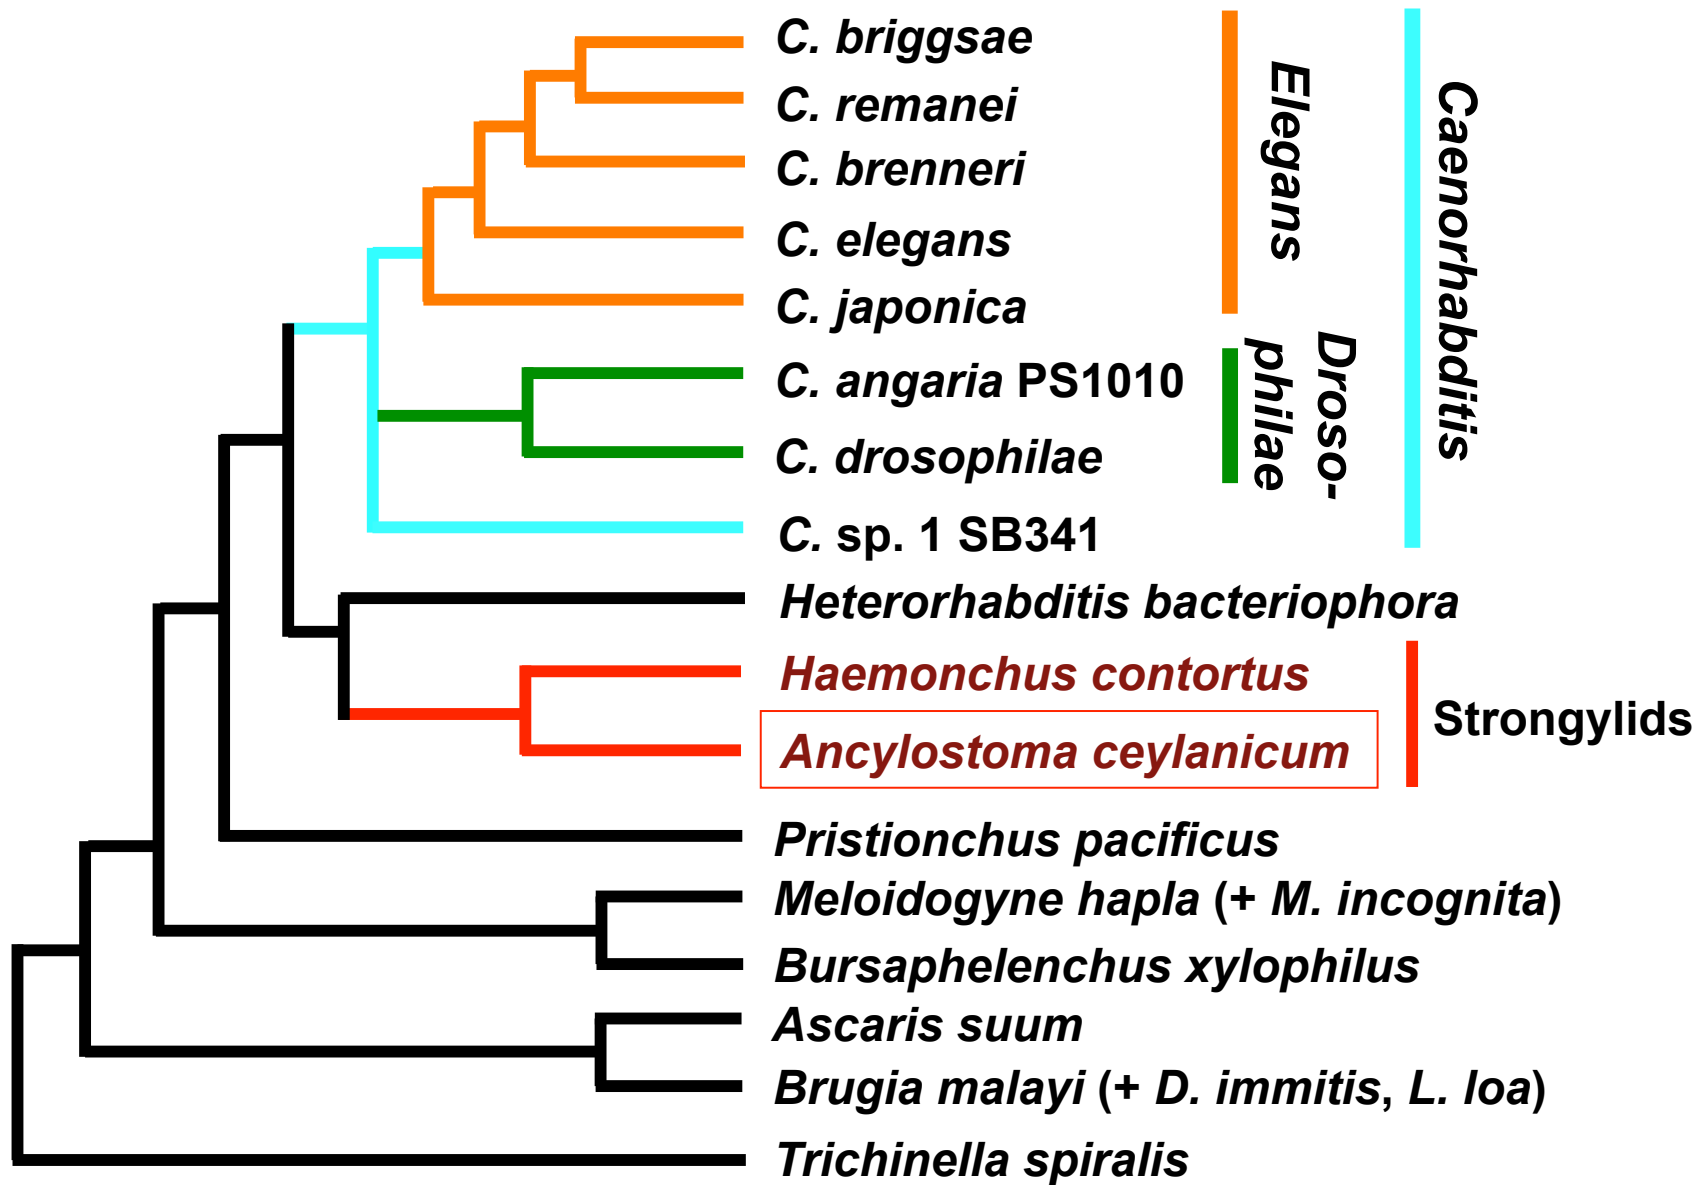 C. briggsae
C. remanei
C. brenneri
C. elegans
C. japonica
Elegans
C. angaria PS1010
C. drosophilae
Droso-
philae
C. sp. 1 SB341
Caenorhabditis
Heterorhabditis bacteriophora
Haemonchus contortus
Ancylostoma ceylanicum
Strongylids
Pristionchus pacificus
Meloidogyne hapla (+ M. incognita)
Bursaphelenchus xylophilus
Ascaris suum
Brugia malayi (+ D. immitis, L. loa)
Trichinella spiralis